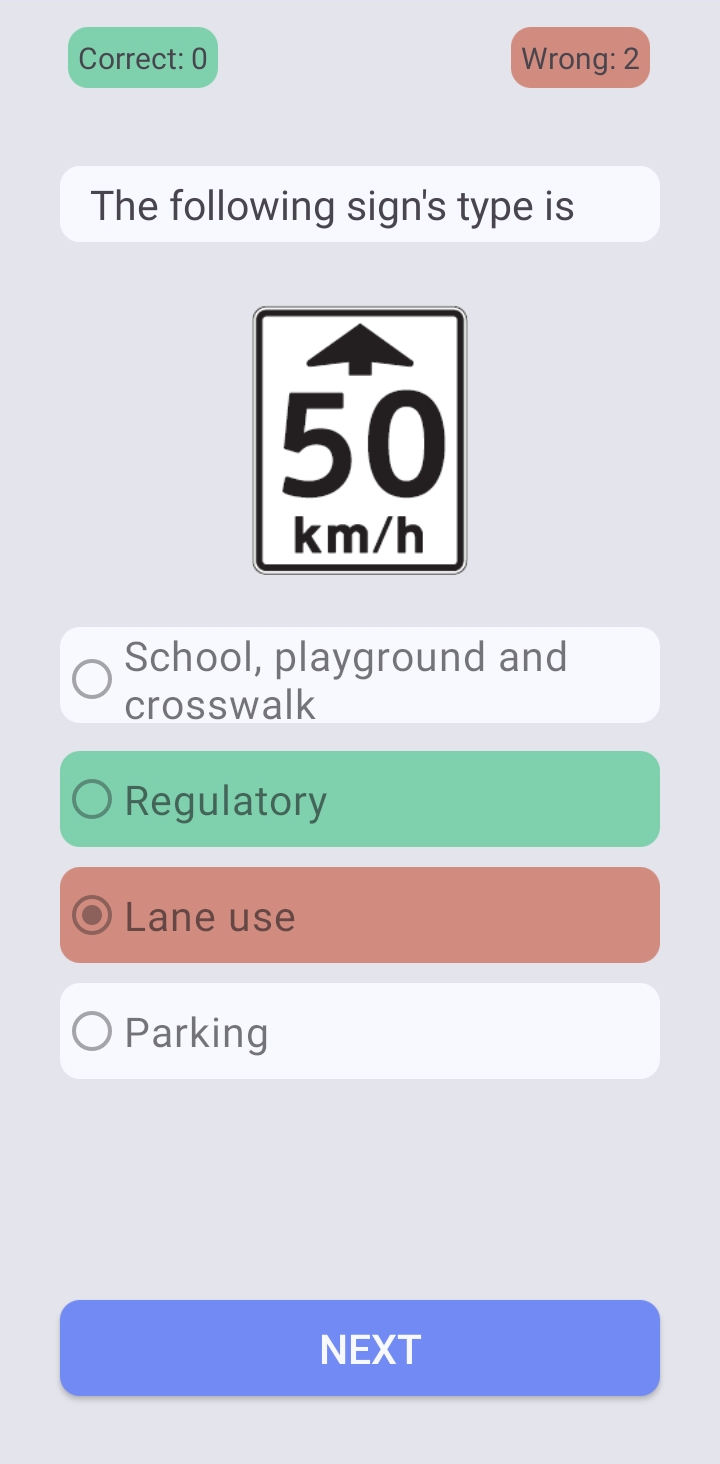 Correct: 0
Wrong: 2
The following sign's type is
50
km/h
School, playground and
crosswalk
Regulatory
Lane use
Parking
NEXT